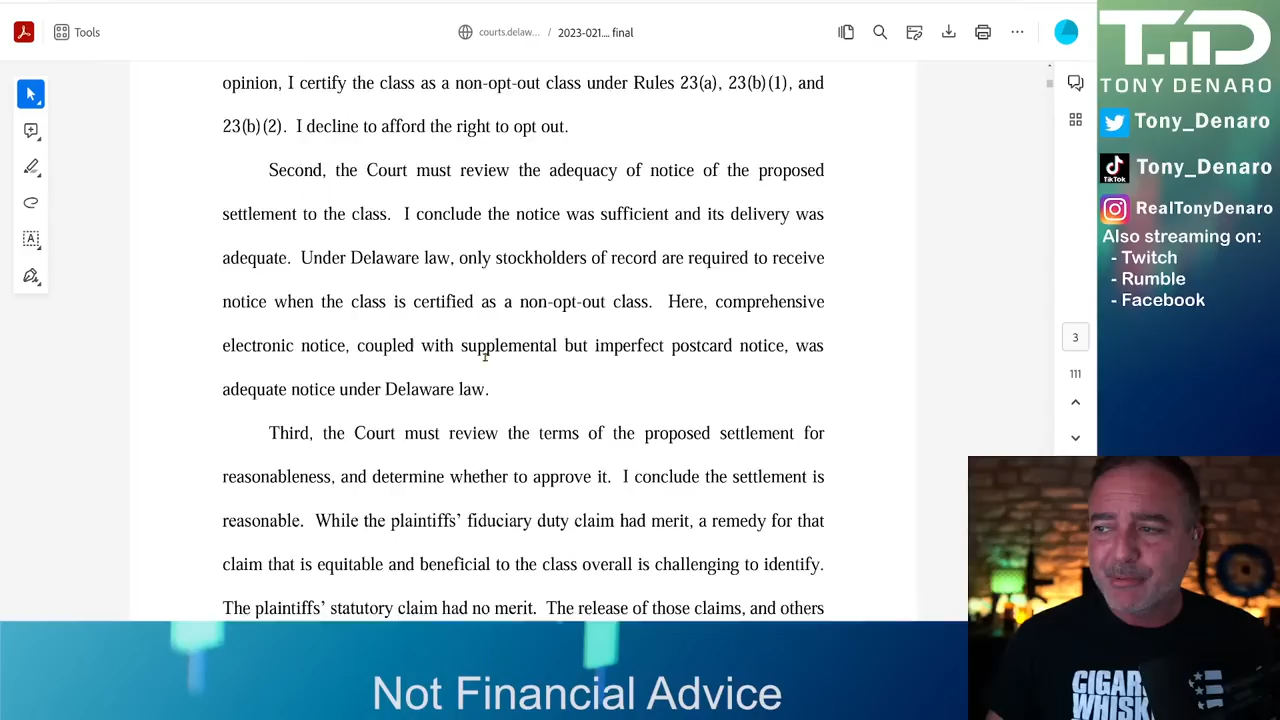 Tools
courts.delaw... / 2023-021.... final
opinion, I certify the class as a non-opt-out class under Rules 23(a), 23(b)(1), and
23(b)(2). I decline to afford the right to opt out.
Second, the Court must review the adequacy of notice of the proposed
settlement to the class. I conclude the notice was sufficient and its delivery was
adequate. Under Delaware law, only stockholders of record are required to receive
notice when the class is certified as a non-opt-out class. Here, comprehensive
electronic notice, coupled with supplemental but imperfect postcard notice, was
adequate notice under Delaware law.
Third, the Court must review the terms of the proposed settlement for
reasonableness, and determine whether to approve it. I conclude the settlement is
reasonable. While the plaintiffs’ fiduciary duty claim had merit, a remedy for that
claim that is equitable and beneficial to the class overall is challenging to identify.
The plaintiffs’ statutory claim had no merit. The release of those claims, and others
3
111
TONY DENARO
Tony_Denaro
TikTok
Tony_Denaro
RealTonyDenaro
Also streaming on:
- Twitch
- Rumble
- Facebook
CIGAR
WHISK
Not Financial Advice